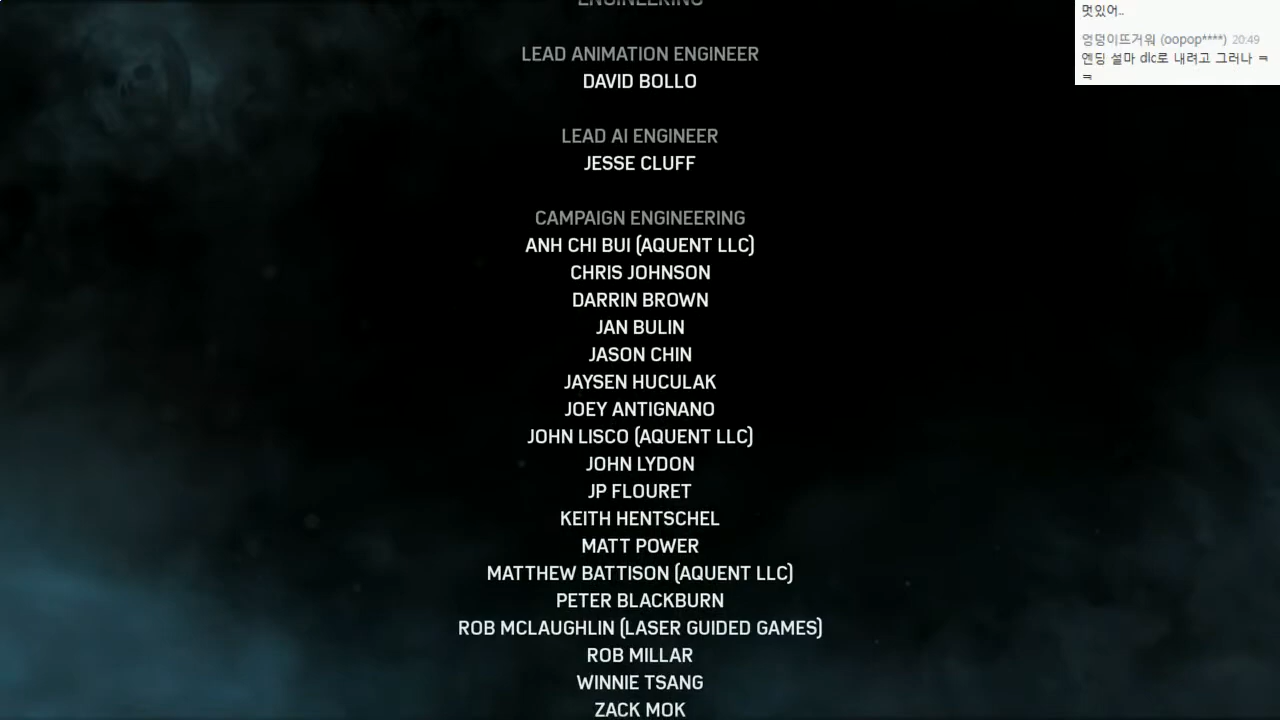 ENGINEERING
LEAD ANIMATION ENGINEER
DAVID BOLLO
LEAD AI ENGINEER
JESSE CLUFF
CAMPAIGN ENGINEERING
ANH CHI BUI (AQUENT LLC)
CHRIS JOHNSON
DARRIN BROWN
JAN BULIN
JASON CHIN
JAYSEN HUCULAK
JOEY ANTIGNANO
JOHN LISCO (AQUENT LLC)
JOHN LYDON
JP FLOURET
KEITH HENTSCHEL
MATT POWER
MATTHEW BATTISON (AQUENT LLC)
PETER BLACKBURN
ROB MCLAUGHLIN (LASER GUIDED GAMES)
ROB MILLAR
WINNIE TSANG
ZACK MOK
멋있어..
엉덩이뜨거워 (oopop****) 20:49
엔딩 설마 dlc로 내려고 그러나 ㅋ
ㅋ